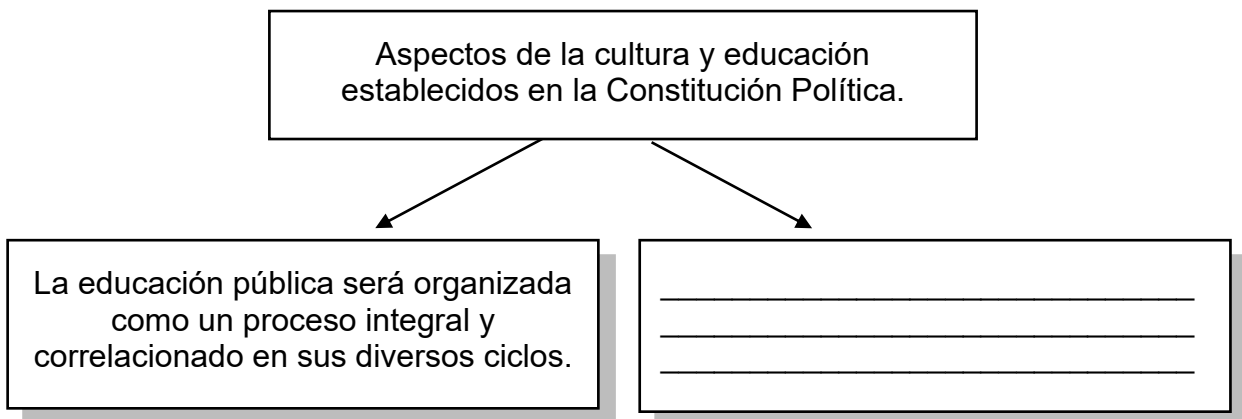 Aspectos de la cultura y educación
establecidos en la Constitución Política.
La educación pública será organizada
como un proceso integral y
correlacionado en sus diversos ciclos.